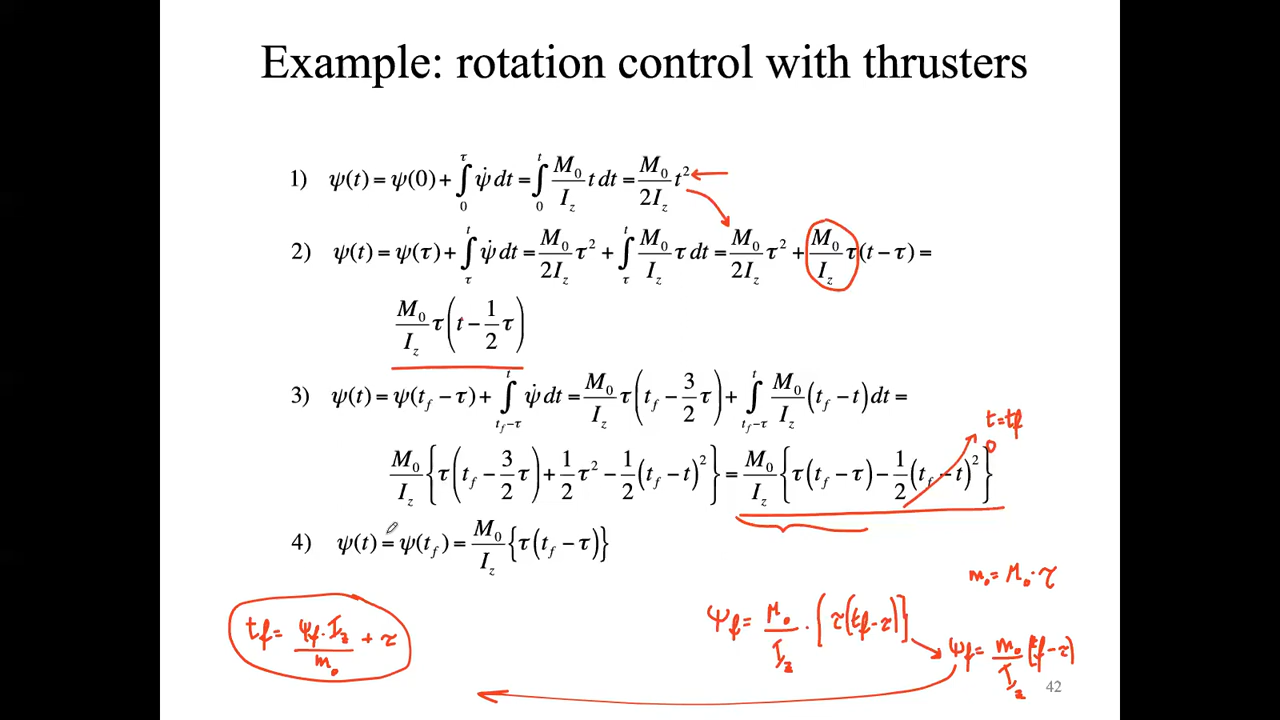 Example: rotation control with thrusters
1) ψ(t) = ψ(0) + ∫₀^τ ψ̇ dt = ∫₀^t M₀/I_z t dt = M₀/2I_z t²
2) ψ(t) = ψ(τ) + ∫_τ^t ψ̇ dt = M₀/2I_z τ² + ∫_τ^t M₀/I_z τ dt = M₀/2I_z τ² + M₀/I_z τ(t − τ) =
M₀/I_z τ(t − 1/2 τ)
3) ψ(t) = ψ(t_f − τ) + ∫_{t_f−τ}^t ψ̇ dt = M₀/I_z τ(t_f − 3/2 τ) + ∫_{t_f−τ}^t M₀/I_z (t_f − t) dt =
t=tf
0
M₀/I_z {τ(t_f − 3/2 τ) + 1/2 τ² − 1/2 (t_f − t)²} = M₀/I_z {τ(t_f − τ) − 1/2 (t_f − t)²}
4) ψ(t) = ψ(t_f) = M₀/I_z {τ(t_f − τ)}
m₀ = M₀ · τ
tf = ψf · I_z / m₀ + τ
ψf = M₀/I_z · [τ(tf − τ)]
ψf = m₀/I_z (tf − τ)
42